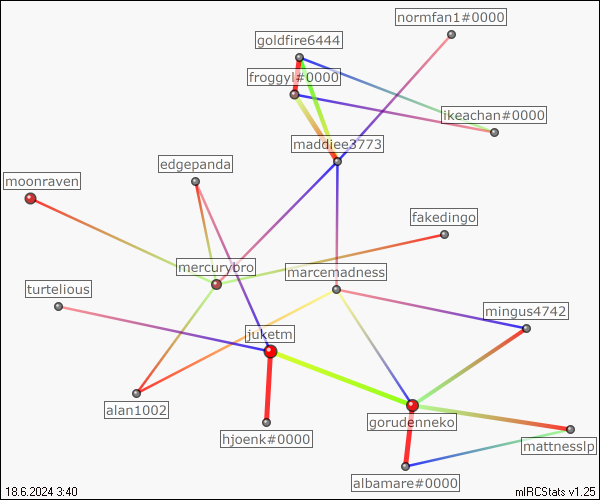 normfan1#0000
goldfire6444
froggyl#0000
ikeachan#0000
maddiee3773
edgepanda
moonraven
fakedingo
mercurybro
marcemadness
turtelious
mingus4742
juketm
alan1002
gorudenneko
hjoenk#0000
mattnesslp
albamare#0000
18.6.2024 3:40
mIRCStats v1.25